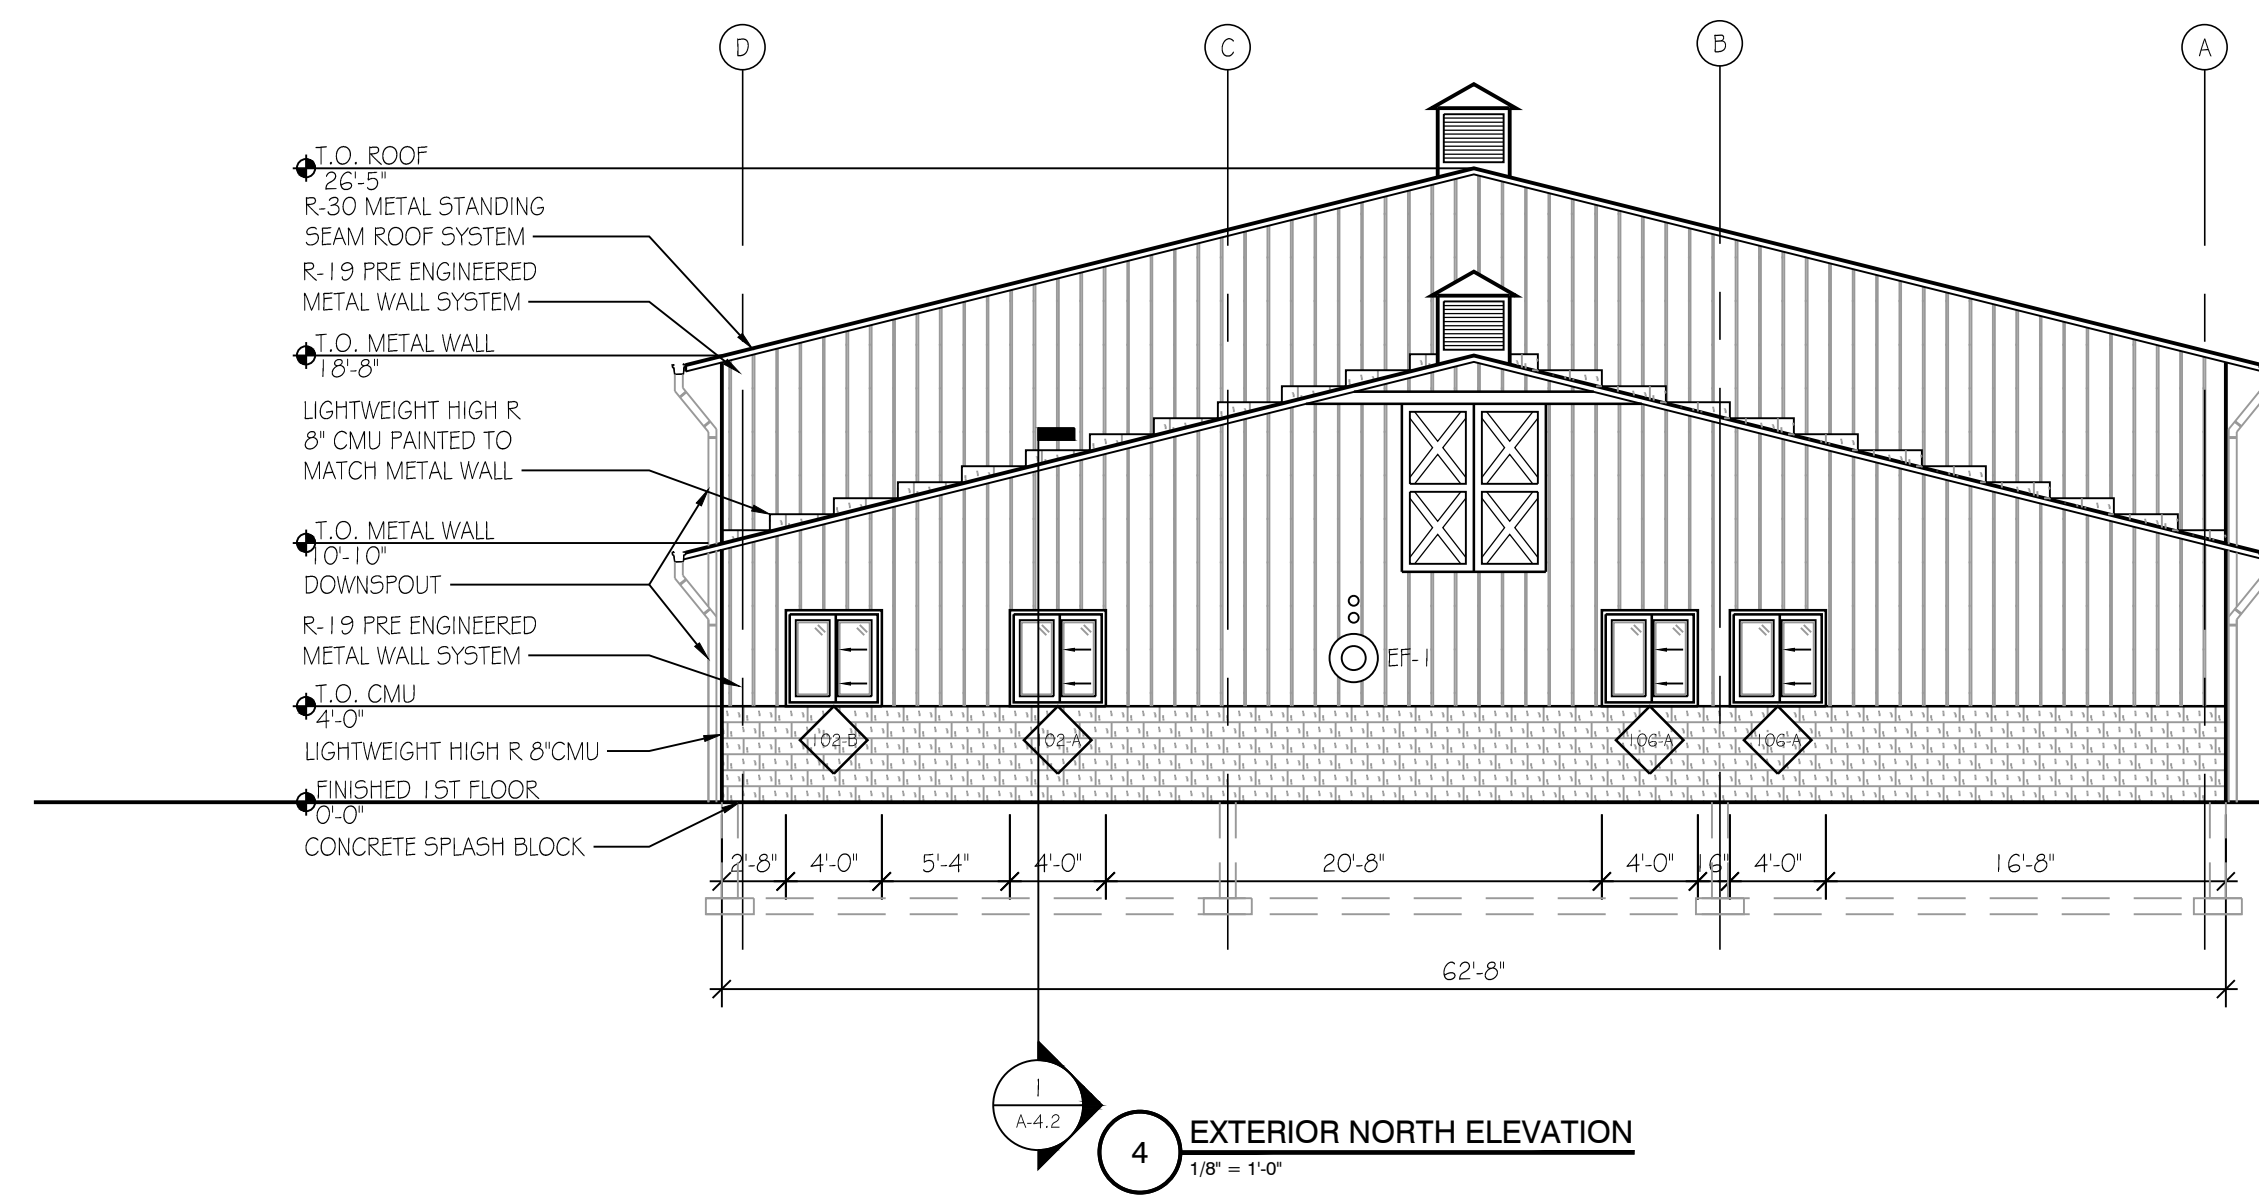 D
C
B
A
T.O. ROOF
26'-5"
R-30 METAL STANDING
SEAM ROOF SYSTEM
R-19 PRE ENGINEERED
METAL WALL SYSTEM
T.O. METAL WALL
18'-8"
LIGHTWEIGHT HIGH R
8" CMU PAINTED TO
MATCH METAL WALL
T.O. METAL WALL
10'-10"
DOWNSPOUT
R-19 PRE ENGINEERED
METAL WALL SYSTEM
EF-1
T.O. CMU
4'-0"
102-B
102-A
106-A
106-A
LIGHTWEIGHT HIGH R 8"CMU
FINISHED 1ST FLOOR
0'-0"
CONCRETE SPLASH BLOCK
2'-8"
4'-0"
5'-4"
4'-0"
20'-8"
4'-0"
16"
4'-0"
16'-8"
62'-8"
1
A-4.2
4
EXTERIOR NORTH ELEVATION
1/8" = 1'-0"